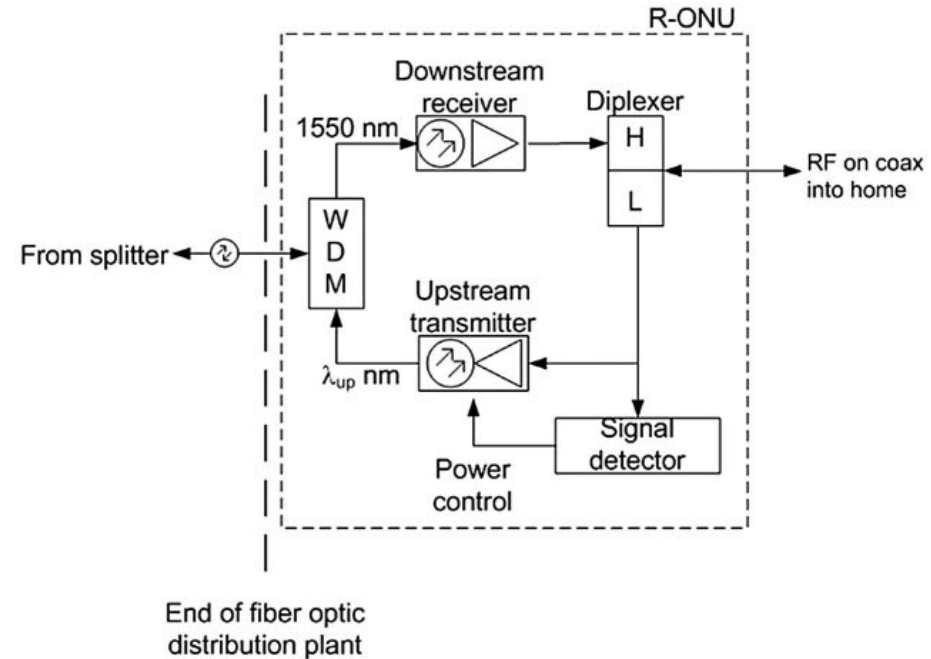 R-ONU
Downstream
receiver
Diplexer
1550 nm
H
L
RF on coax
into home
W
D
M
From splitter
Upstream
transmitter
λup nm
Signal
detector
Power
control
End of fiber optic
distribution plant